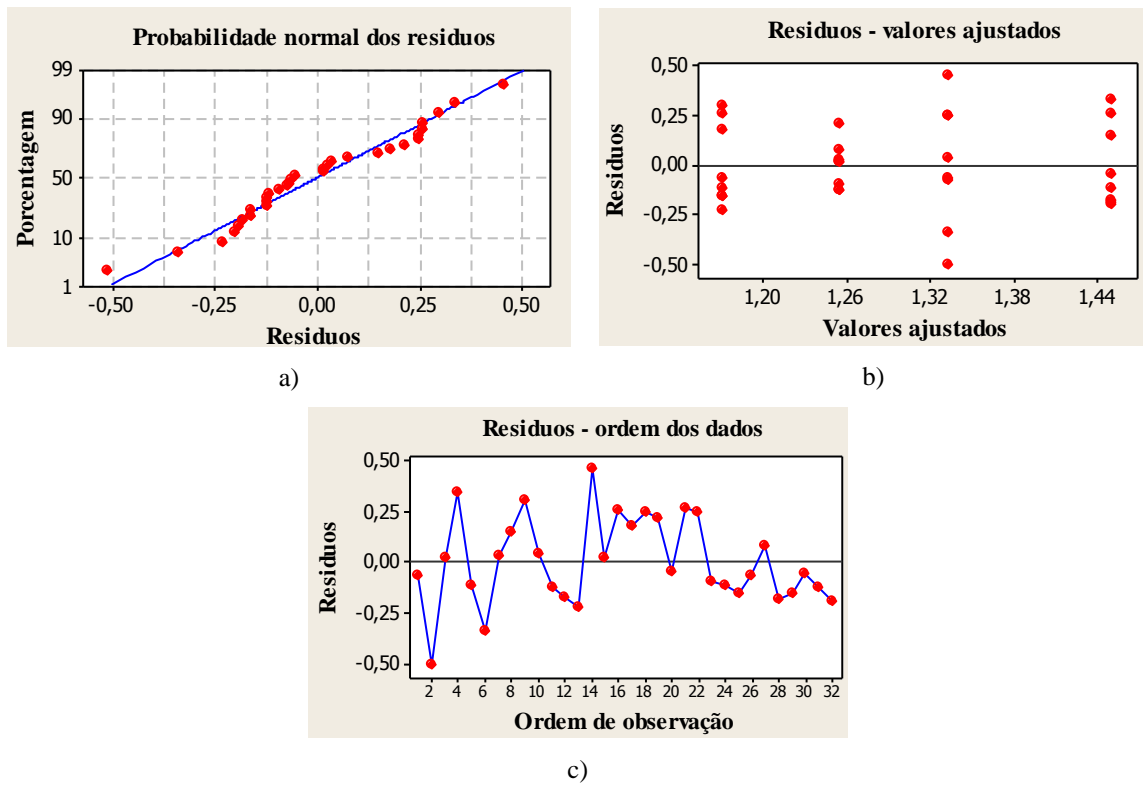 Probabilidade normal dos residuos
99
90
50
10
1
Porcentagem
-0,50 -0,25 0,00 0,25 0,50
Residuos
a)
Residuos - valores ajustados
0,50
0,25
0,00
-0,25
-0,50
Residuos
1,20 1,26 1,32 1,38 1,44
Valores ajustados
b)
Residuos - ordem dos dados
0,50
0,25
0,00
-0,25
-0,50
Residuos
2 4 6 8 10 12 14 16 18 20 22 24 26 28 30 32
Ordem de observação
c)